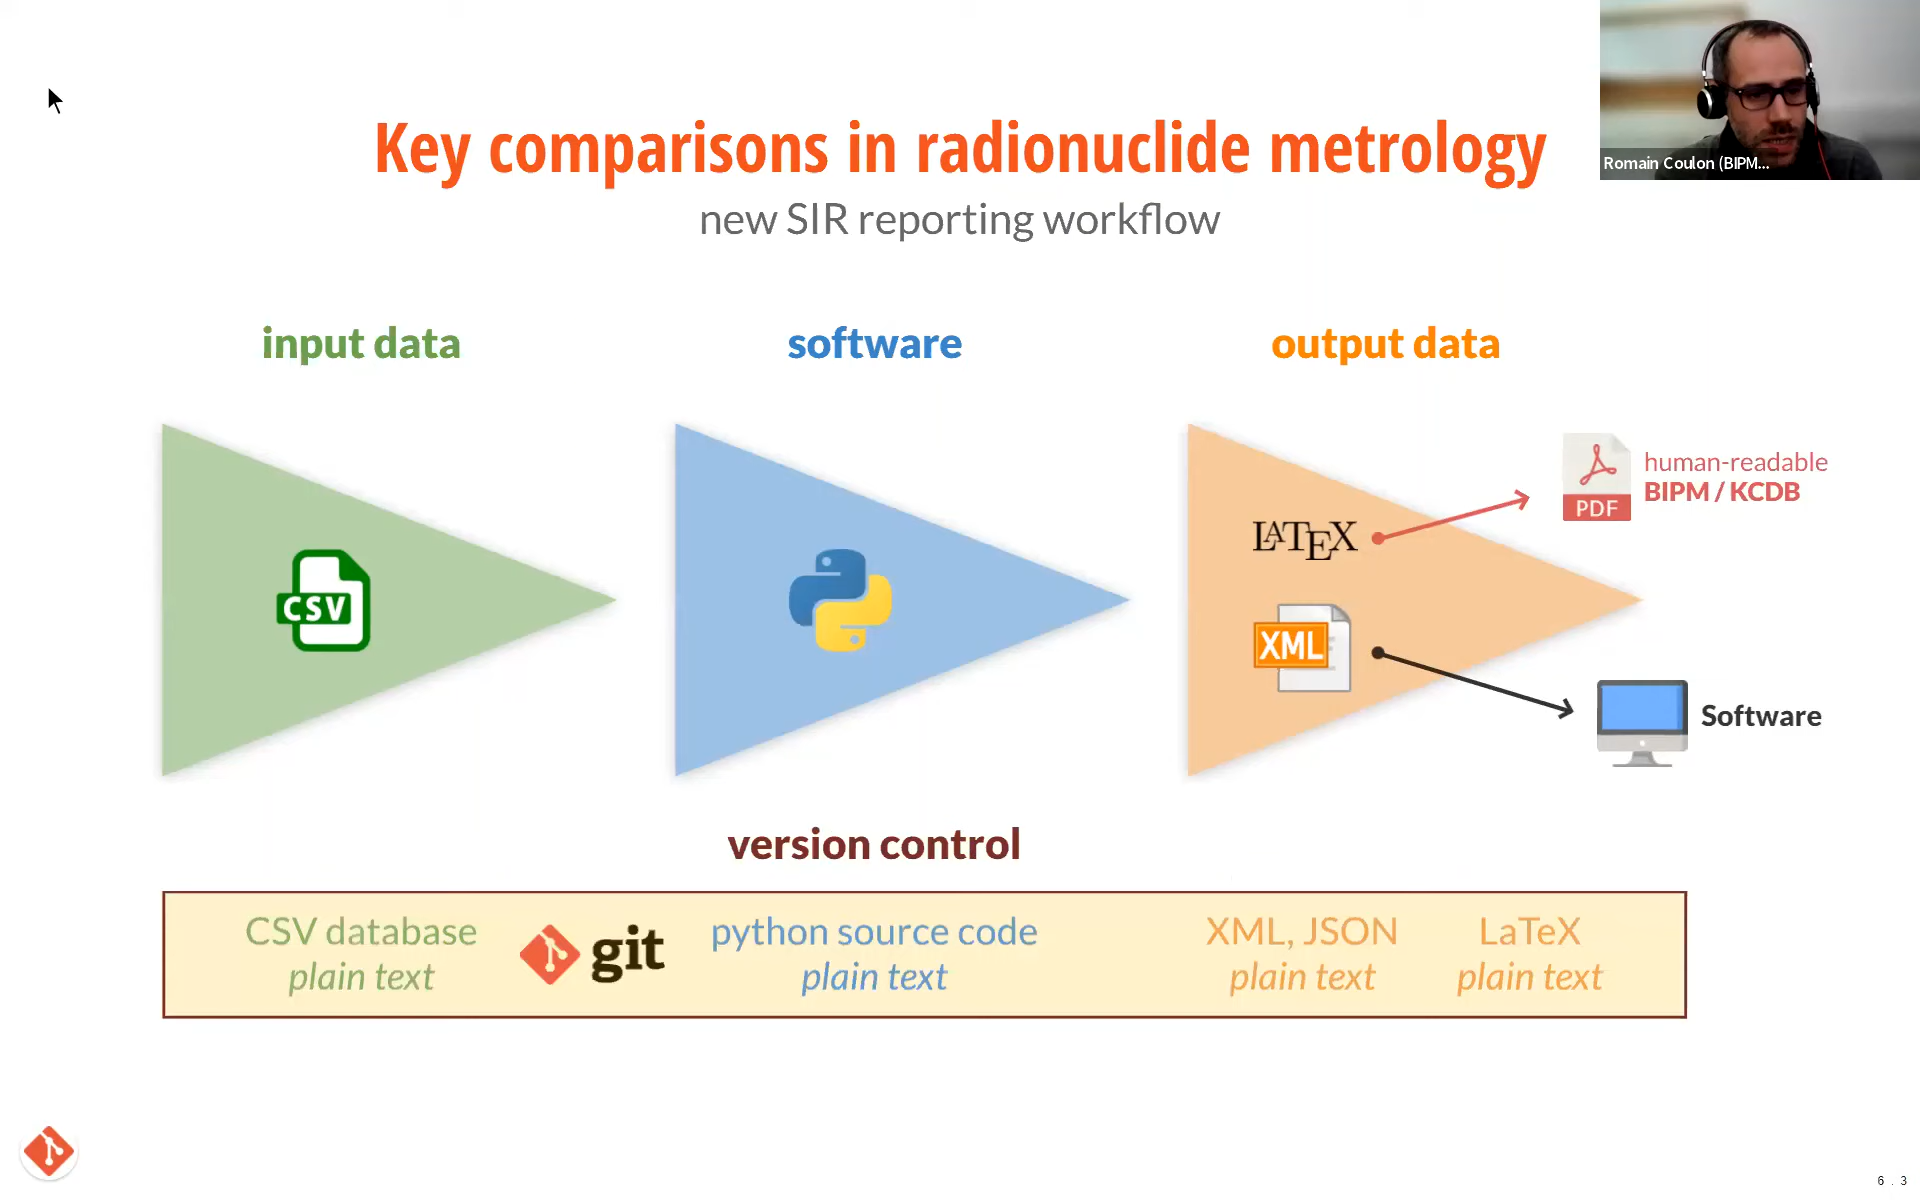 Key comparisons in radionuclide metrology
new SIR reporting workflow
Romain Coulon (BIPM...
input data
software
output data
CSV
LATEX
XML
PDF
human-readable
BIPM / KCDB
Software
version control
CSV database
plain text
git
python source code
plain text
XML, JSON
plain text
LaTeX
plain text
6 . 3